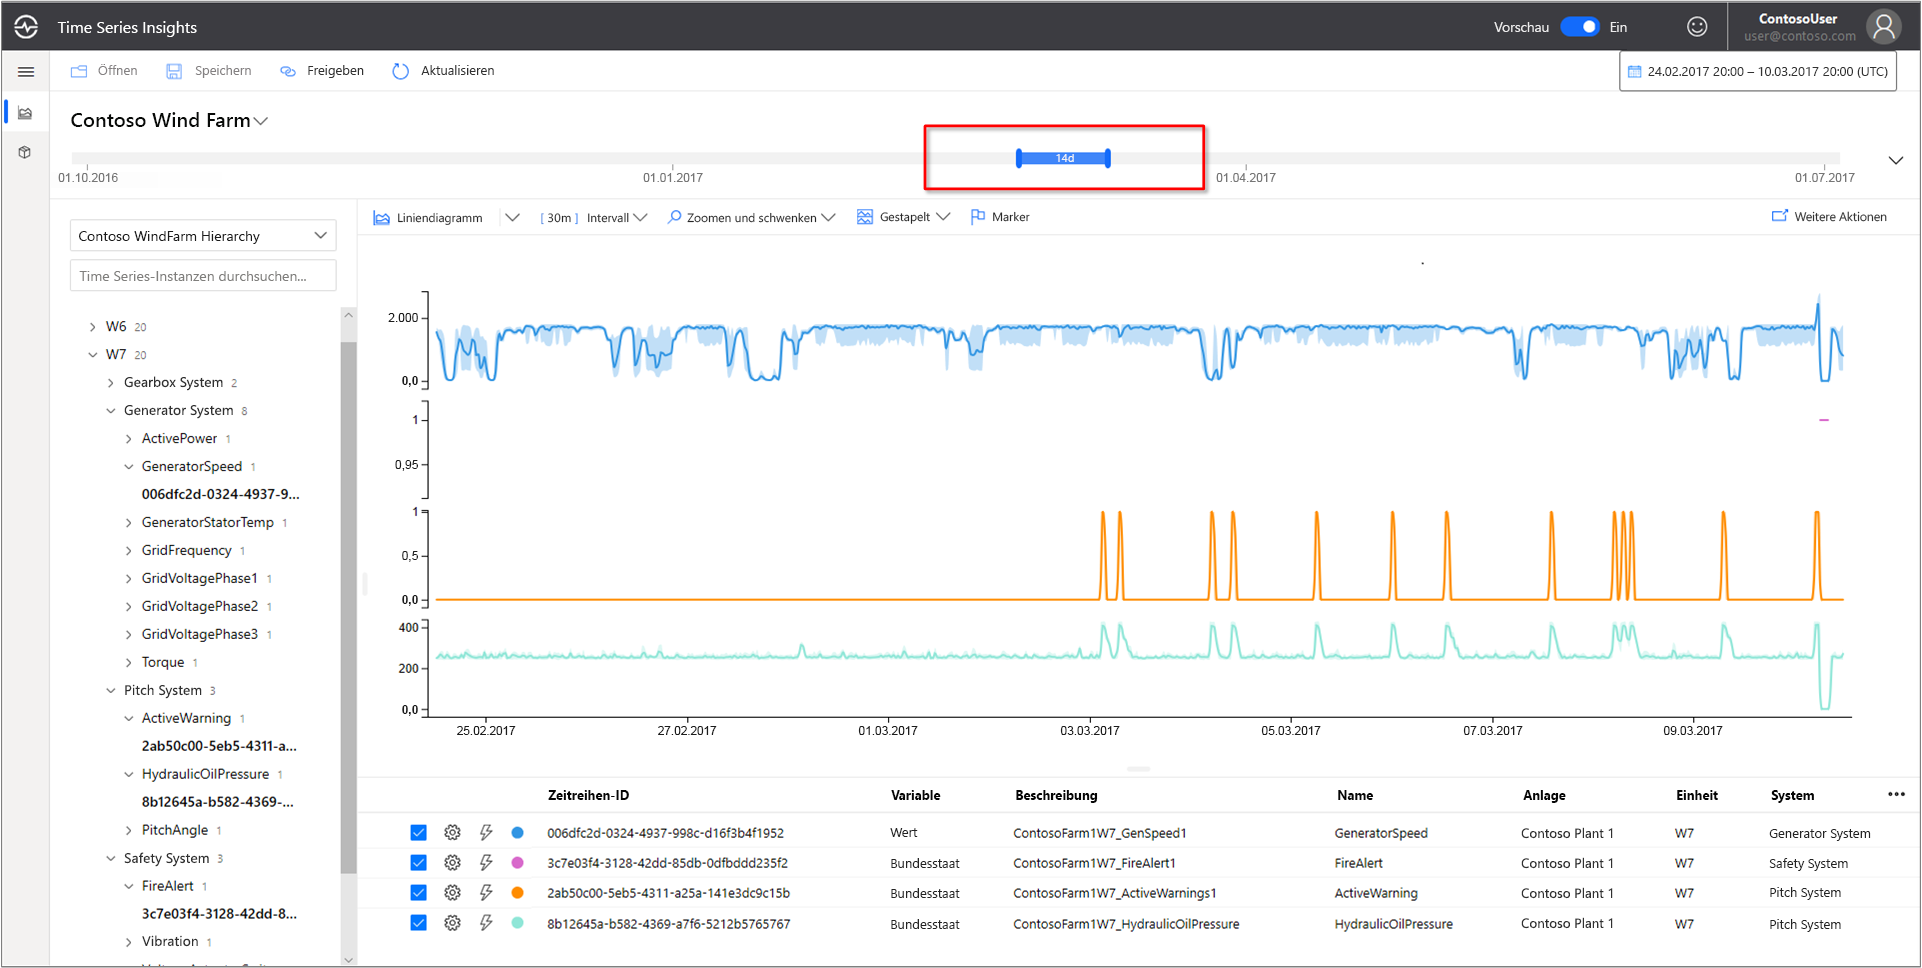 Time Series Insights
Vorschau Ein
ContosoUser
user@contoso.com
Öffnen Speichern Freigeben Aktualisieren
24.02.2017 20:00 – 10.03.2017 20:00 (UTC)
Contoso Wind Farm
14d
01.10.2016 01.01.2017 01.04.2017 01.07.2017
Contoso WindFarm Hierarchy
Time Series-Instanzen durchsuchen...
W6 20
W7 20
Gearbox System 2
Generator System 8
ActivePower 1
GeneratorSpeed 1
006dfc2d-0324-4937-9...
GeneratorStatorTemp 1
GridFrequency 1
GridVoltagePhase1 1
GridVoltagePhase2 1
GridVoltagePhase3 1
Torque 1
Pitch System 3
ActiveWarning 1
2ab50c00-5eb5-4311-a...
HydraulicOilPressure 1
8b12645a-b582-4369-...
PitchAngle 1
Safety System 3
FireAlert 1
3c7e03f4-3128-42dd-8...
Vibration 1
Liniendiagramm [ 30m ] Intervall Zoomen und schwenken Gestapelt Marker Weitere Aktionen
2.000
0,0
1
0,95
1
0,5
0,0
400
200
0,0
25.02.2017 27.02.2017 01.03.2017 03.03.2017 05.03.2017 07.03.2017 09.03.2017
Zeitreihen-ID Variable Beschreibung Name Anlage Einheit System
006dfc2d-0324-4937-998c-d16f3b4f1952 Wert ContosoFarm1W7_GenSpeed1 GeneratorSpeed Contoso Plant 1 W7 Generator System
3c7e03f4-3128-42dd-85db-0dfbddd235f2 Bundesstaat ContosoFarm1W7_FireAlert1 FireAlert Contoso Plant 1 W7 Safety System
2ab50c00-5eb5-4311-a25a-141e3dc9c15b Bundesstaat ContosoFarm1W7_ActiveWarnings1 ActiveWarning Contoso Plant 1 W7 Pitch System
8b12645a-b582-4369-a7f6-5212b5765767 Bundesstaat ContosoFarm1W7_HydraulicOilPressure HydraulicOilPressure Contoso Plant 1 W7 Pitch System